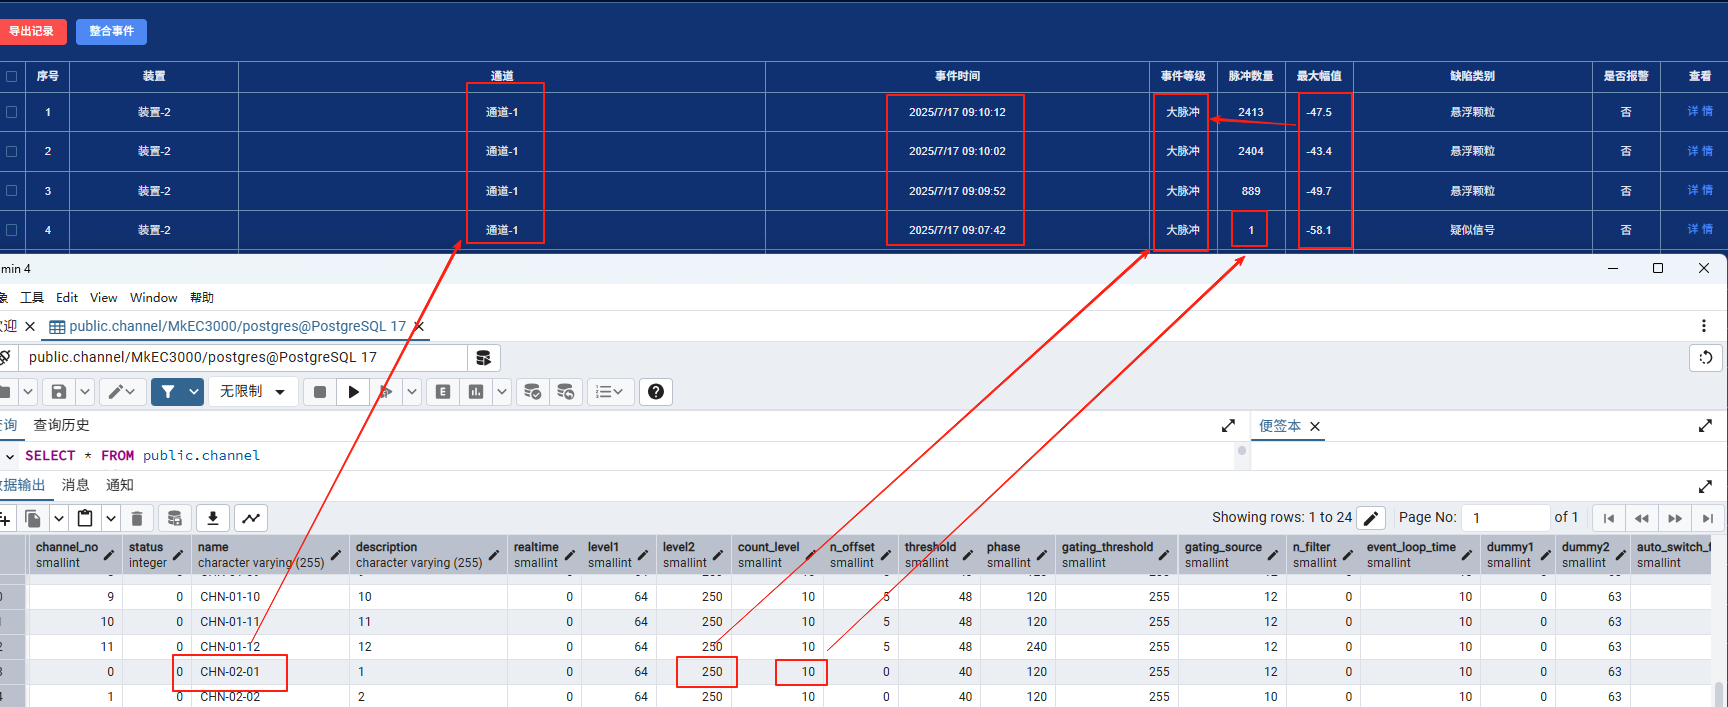 导出记录 整合事件
序号 装置 通道 事件时间 事件等级 脉冲数量 最大幅值 缺陷类别 是否报警 查看
1 装置-2 通道-1 2025/7/17 09:10:12 大脉冲 2413 -47.5 悬浮颗粒 否 详 情
2 装置-2 通道-1 2025/7/17 09:10:02 大脉冲 2404 -43.4 悬浮颗粒 否 详 情
3 装置-2 通道-1 2025/7/17 09:09:52 大脉冲 889 -49.7 悬浮颗粒 否 详 情
4 装置-2 通道-1 2025/7/17 09:07:42 大脉冲 1 -58.1 疑似信号 否 详 情
min 4
象 工具 Edit View Window 帮助
迎 public.channel/MkEC3000/postgres@PostgreSQL 17
public.channel/MkEC3000/postgres@PostgreSQL 17
无限制
询 查询历史 便签本
SELECT * FROM public.channel
据输出 消息 通知
Showing rows: 1 to 24 Page No: 1 of 1
channel_no status name description realtime level1 level2 count_level n_offset threshold phase gating_threshold gating_source n_filter event_loop_time dummy1 dummy2 auto_switch_
smallint integer character varying (255) character varying (255) smallint smallint smallint smallint smallint smallint smallint smallint smallint smallint smallint smallint smallint smallint
9 0 CHN-01-10 10 0 64 250 10 5 48 120 255 12 0 10 0 63
10 0 CHN-01-11 11 0 64 250 10 5 48 120 255 12 0 10 0 63
11 0 CHN-01-12 12 0 64 250 10 5 48 240 255 12 0 10 0 63
0 0 CHN-02-01 1 0 64 250 10 0 40 120 255 12 0 10 0 63
1 0 CHN-02-02 2 0 64 250 10 0 40 120 255 10 0 10 0 63